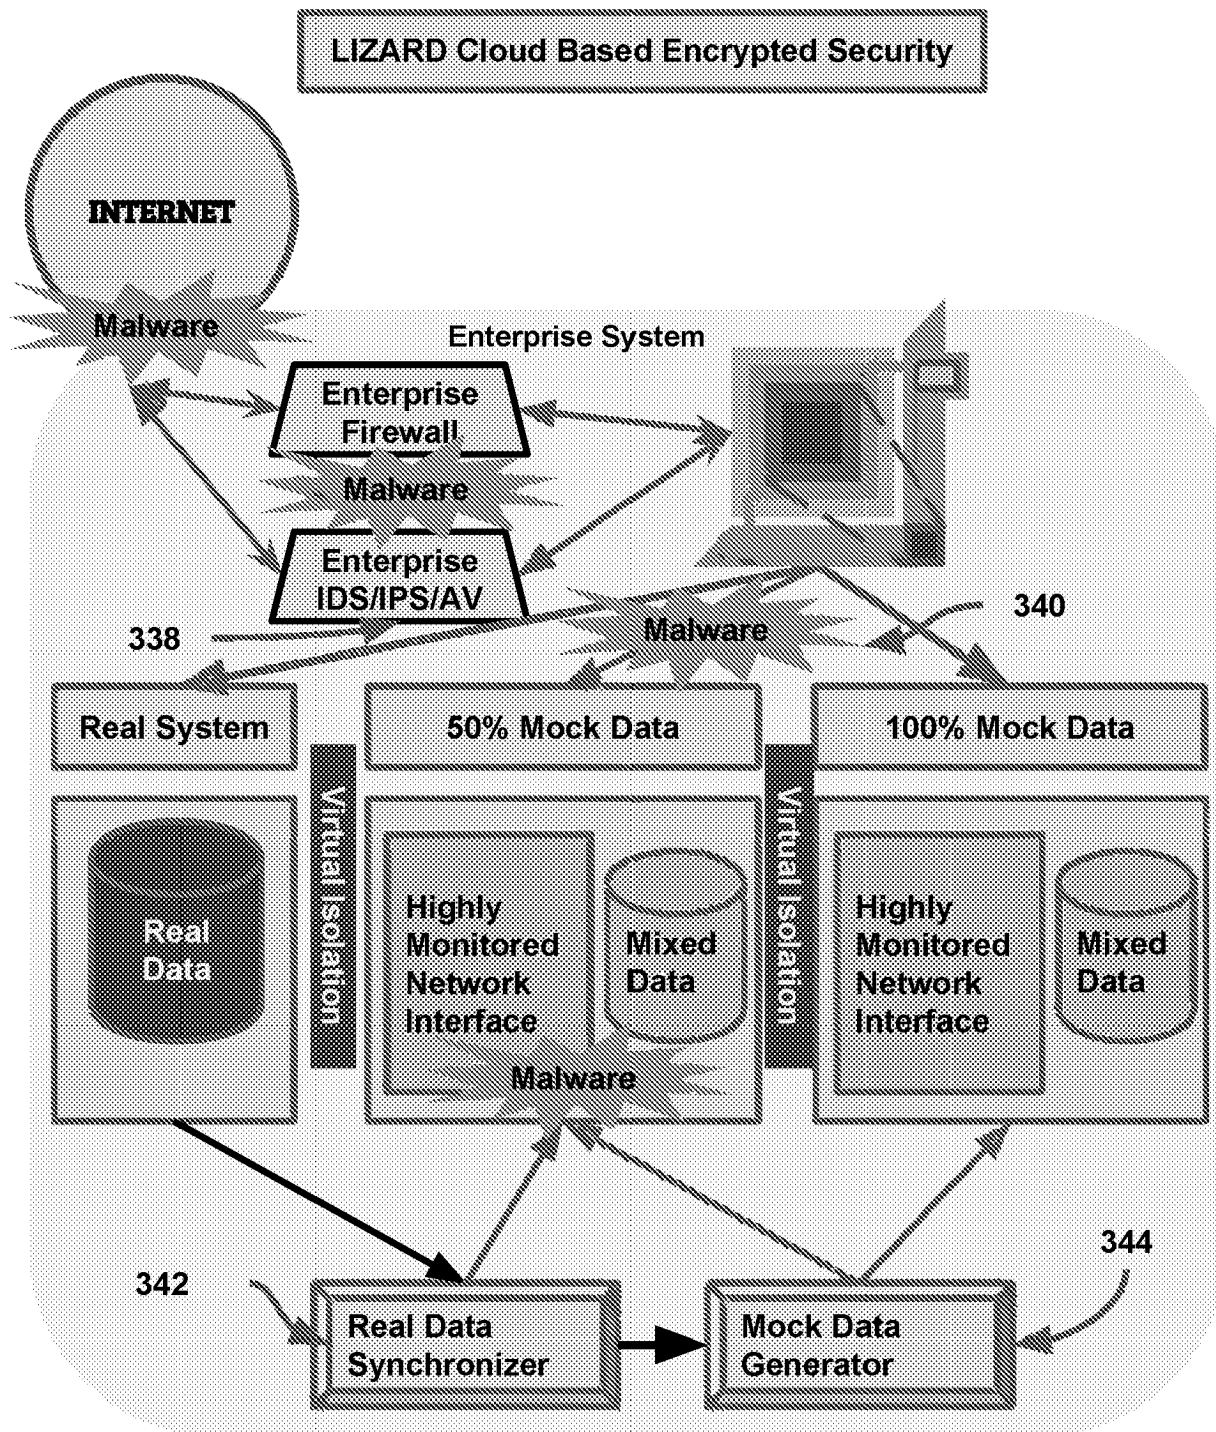 LIZARD Cloud Based Encrypted Security
INTERNET
Malware
Enterprise System
Enterprise
Firewall
Malware
Enterprise
IDS/IPS/AV
338
Malware
340
Real System
50% Mock Data
100% Mock Data
Real
Data
Virtual Isolation
Highly
Monitored
Network
Interface
Mixed
Data
Malware
Virtual Isolation
Highly
Monitored
Network
Interface
Mixed
Data
342
Real Data
Synchronizer
Mock Data
Generator
344